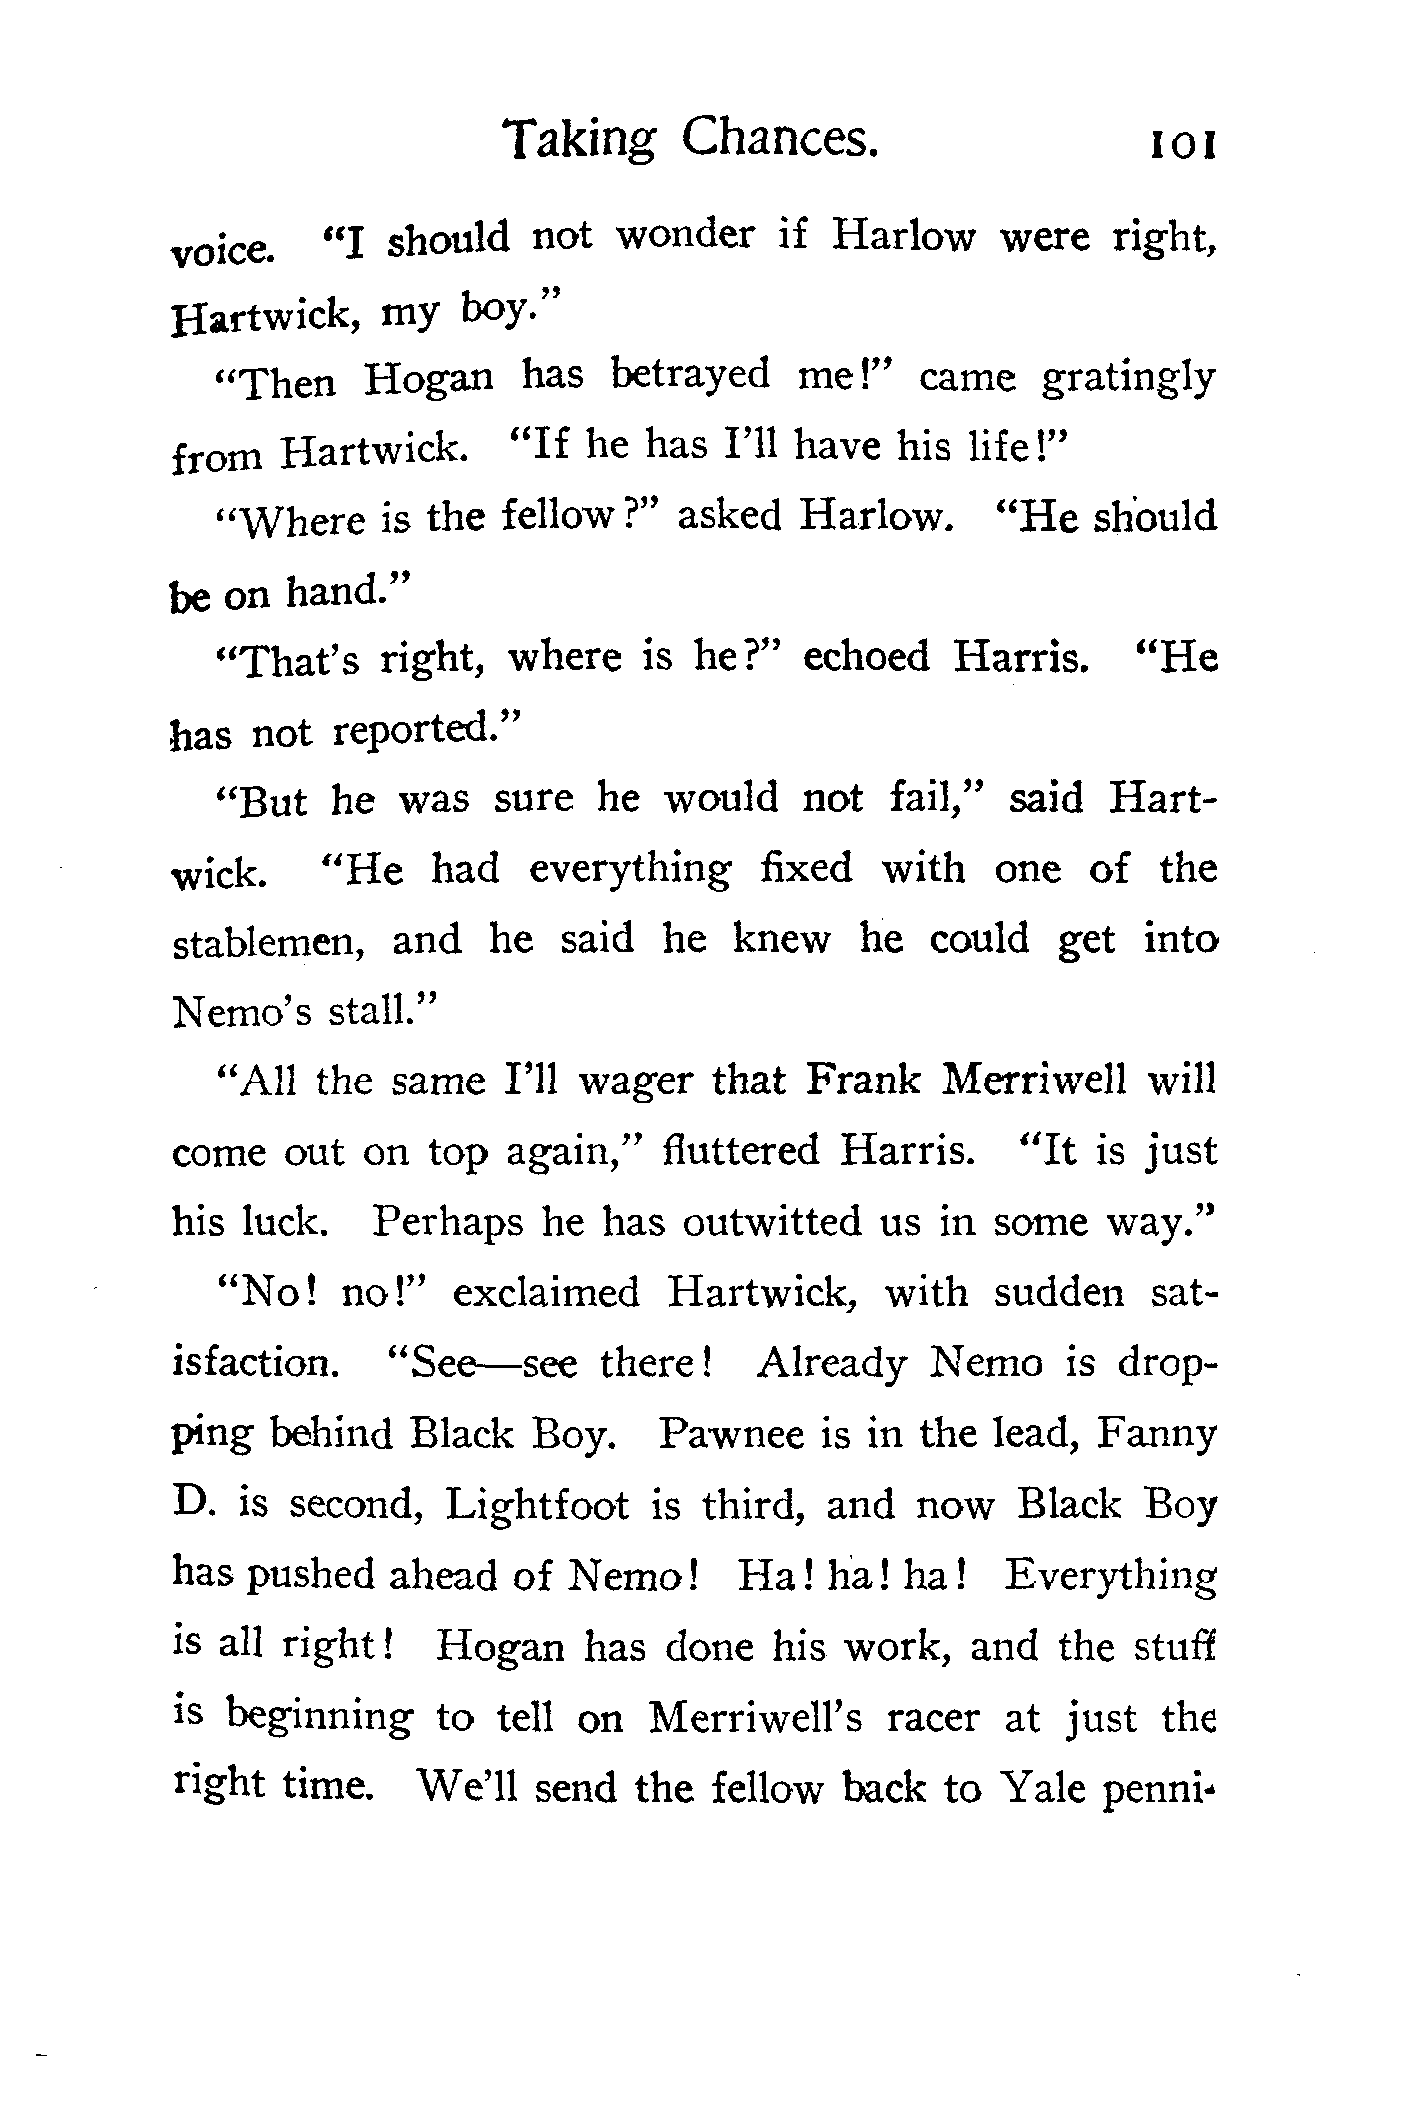 Taking Chances. 101
voice. "I should not wonder if Harlow were right,
Hartwick, my boy."
"Then Hogan has betrayed me!" came gratingly
from Hartwick. "If he has I'll have his life!"
"Where is the fellow?" asked Harlow. "He should
be on hand."
"That's right, where is he?" echoed Harris. "He
has not reported."
"But he was sure he would not fail," said Hart-
wick. "He had everything fixed with one of the
stablemen, and he said he knew he could get into
Nemo's stall."
"All the same I'll wager that Frank Merriwell will
come out on top again," fluttered Harris. "It is just
his luck. Perhaps he has outwitted us in some way."
"No! no!" exclaimed Hartwick, with sudden sat-
isfaction. "See—see there! Already Nemo is drop-
ping behind Black Boy. Pawnee is in the lead, Fanny
D. is second, Lightfoot is third, and now Black Boy
has pushed ahead of Nemo! Ha! ha! ha! Everything
is all right! Hogan has done his work, and the stuff
is beginning to tell on Merriwell's racer at just the
right time. We'll send the fellow back to Yale penni-